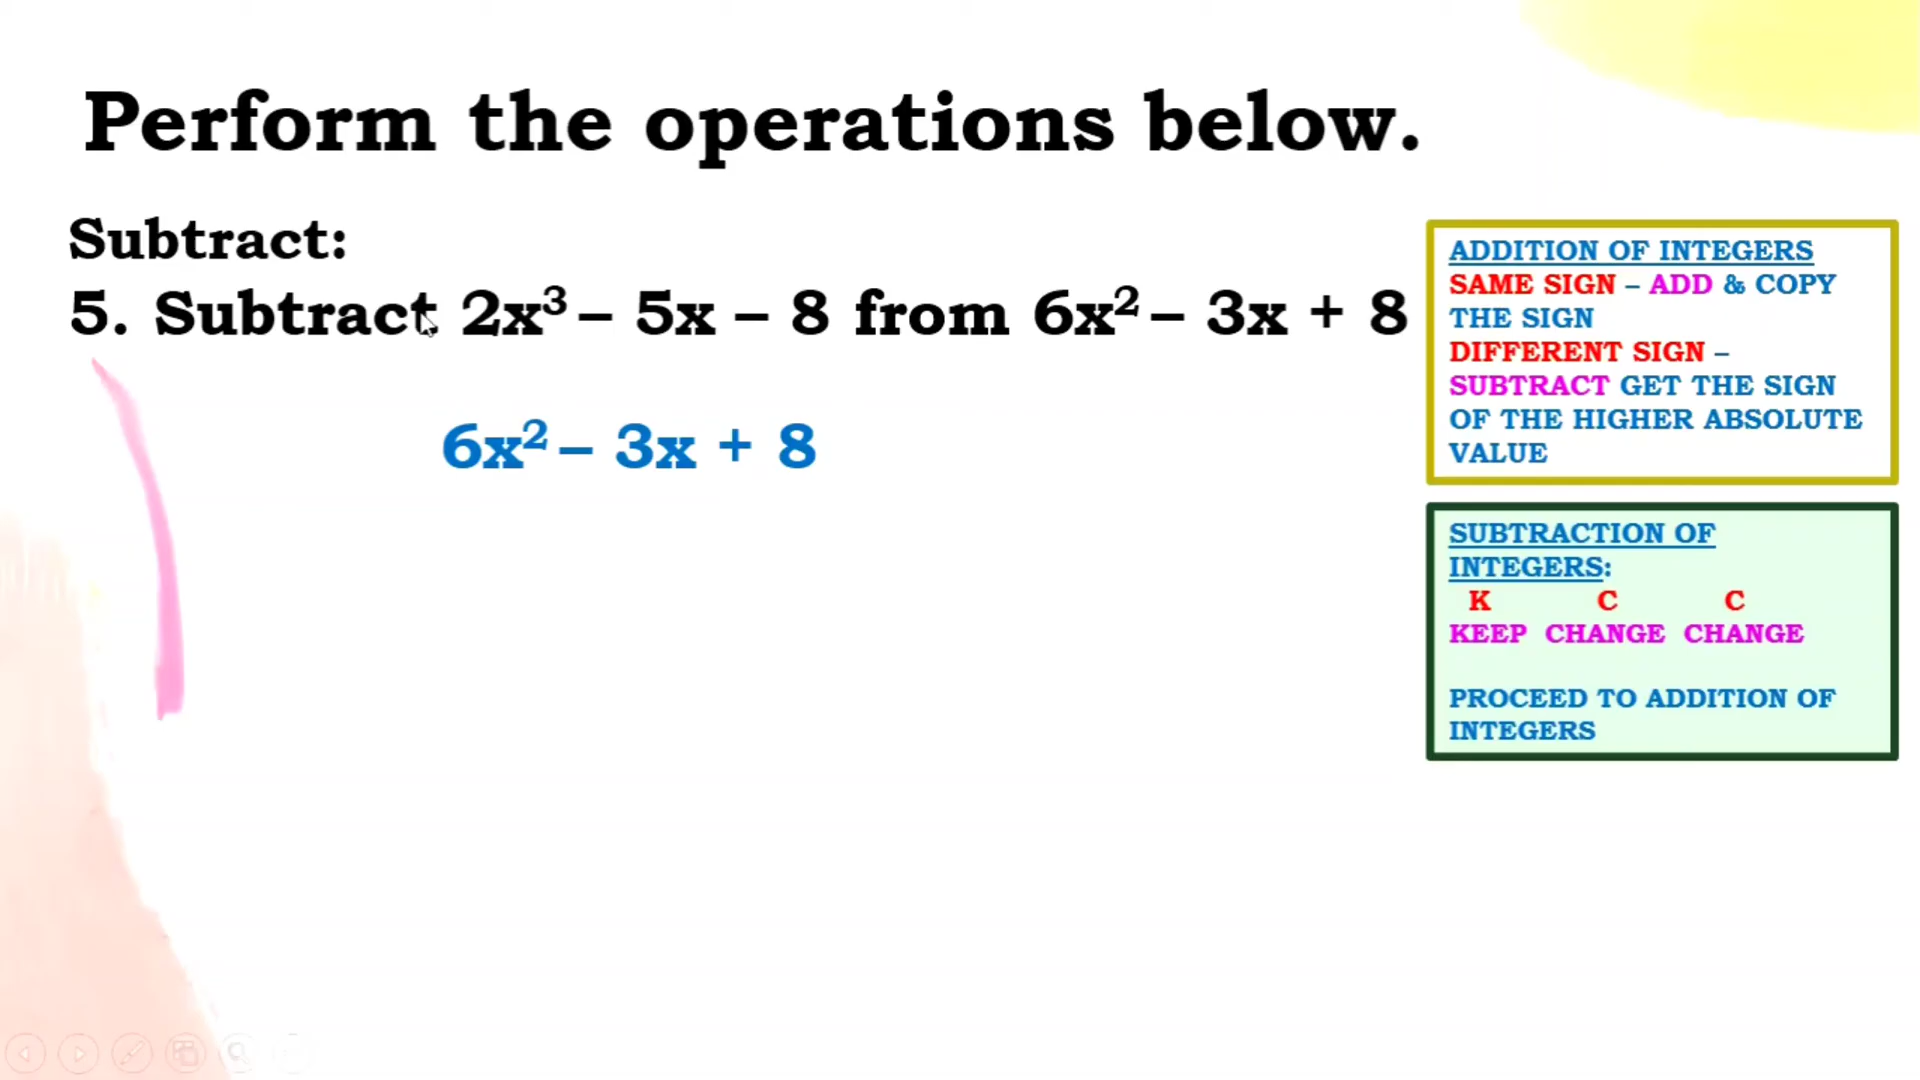 Perform the operations below.
Subtract:
5. Subtract 2x³ – 5x – 8 from 6x² – 3x + 8
6x² – 3x + 8
ADDITION OF INTEGERS
SAME SIGN – ADD & COPY
THE SIGN
DIFFERENT SIGN –
SUBTRACT GET THE SIGN
OF THE HIGHER ABSOLUTE
VALUE
SUBTRACTION OF
INTEGERS:
K C C
KEEP CHANGE CHANGE
PROCEED TO ADDITION OF
INTEGERS